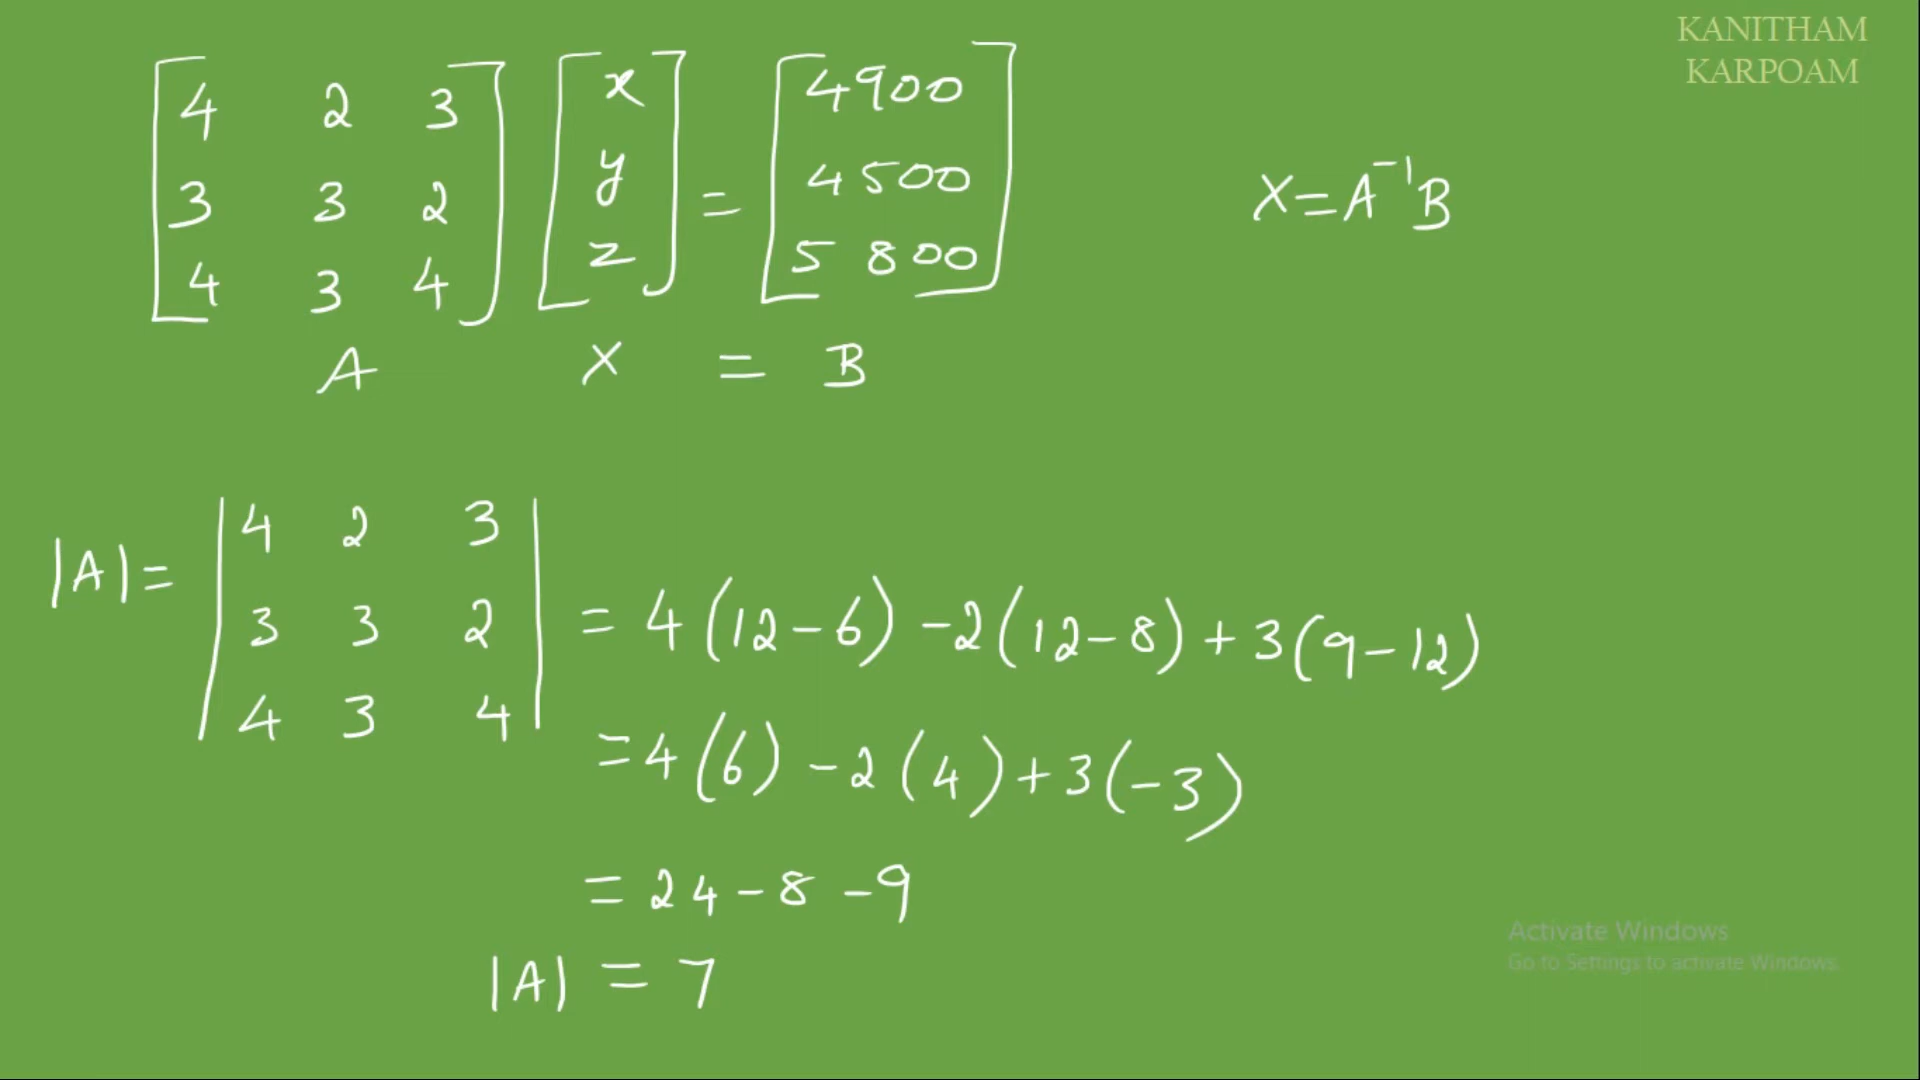 KANITHAM
KARPOAM
4 2 3 x 4900
3 3 2 y = 4500
4 3 4 z 5800
X=A⁻¹B
A X = B
|A|= 4 2 3
3 3 2 = 4(12-6)-2(12-8)+3(9-12)
4 3 4
=4(6)-2(4)+3(-3)
=24-8-9
|A| = 7
Activate Windows
Go to Settings to activate Windows.